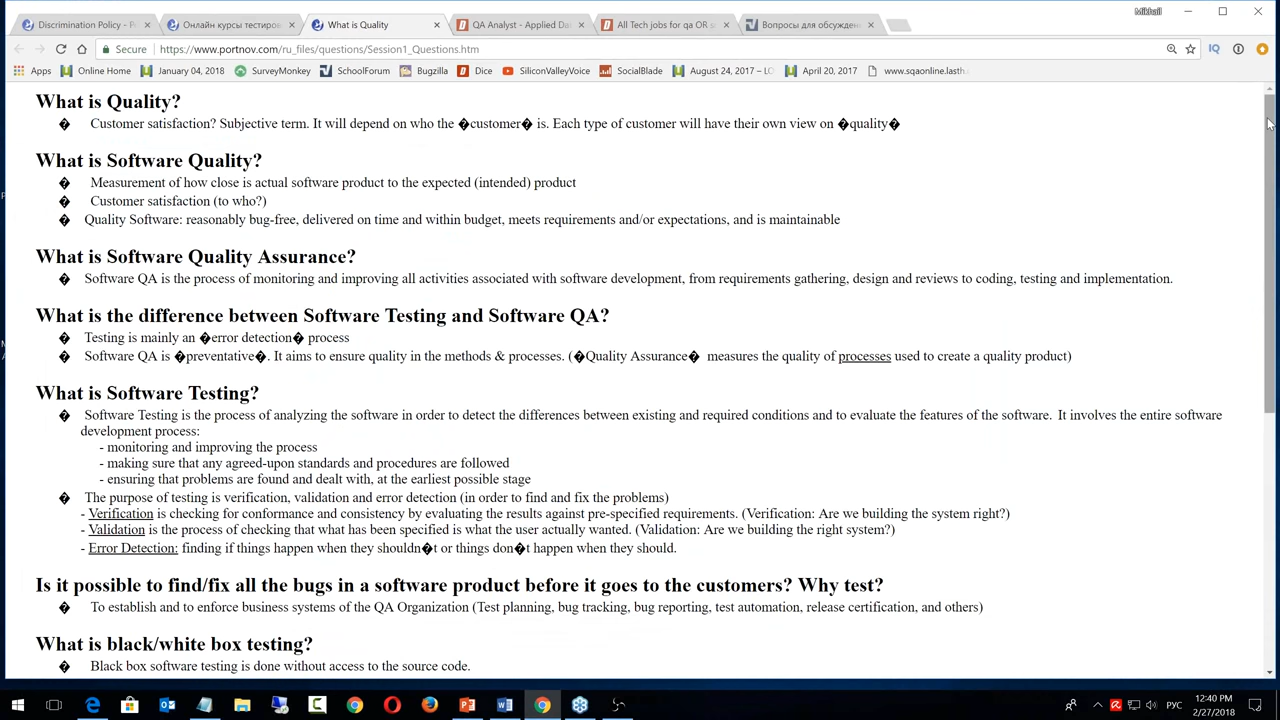 Mikhail
Discrimination Policy - P
Онлайн курсы тестиров
What is Quality
QA Analyst - Applied Da
All Tech jobs for qa OR s
Вопросы для обсужден
Secure
https://www.portnov.com/ru_files/questions/Session1_Questions.htm
IQ
Apps
Online Home
January 04, 2018
SurveyMonkey
SchoolForum
Bugzilla
Dice
SiliconValleyVoice
SocialBlade
August 24, 2017 – LO
April 20, 2017
www.sqaonline.lasth
What is Quality?
� Customer satisfaction? Subjective term. It will depend on who the �customer� is. Each type of customer will have their own view on �quality�
What is Software Quality?
� Measurement of how close is actual software product to the expected (intended) product
� Customer satisfaction (to who?)
� Quality Software: reasonably bug-free, delivered on time and within budget, meets requirements and/or expectations, and is maintainable
What is Software Quality Assurance?
� Software QA is the process of monitoring and improving all activities associated with software development, from requirements gathering, design and reviews to coding, testing and implementation.
What is the difference between Software Testing and Software QA?
� Testing is mainly an �error detection� process
� Software QA is �preventative�. It aims to ensure quality in the methods & processes. (�Quality Assurance� measures the quality of processes used to create a quality product)
What is Software Testing?
� Software Testing is the process of analyzing the software in order to detect the differences between existing and required conditions and to evaluate the features of the software. It involves the entire software
development process:
- monitoring and improving the process
- making sure that any agreed-upon standards and procedures are followed
- ensuring that problems are found and dealt with, at the earliest possible stage
� The purpose of testing is verification, validation and error detection (in order to find and fix the problems)
- Verification is checking for conformance and consistency by evaluating the results against pre-specified requirements. (Verification: Are we building the system right?)
- Validation is the process of checking that what has been specified is what the user actually wanted. (Validation: Are we building the right system?)
- Error Detection: finding if things happen when they shouldn�t or things don�t happen when they should.
Is it possible to find/fix all the bugs in a software product before it goes to the customers? Why test?
� To establish and to enforce business systems of the QA Organization (Test planning, bug tracking, bug reporting, test automation, release certification, and others)
What is black/white box testing?
� Black box software testing is done without access to the source code.
РУС
12:40 PM
2/27/2018